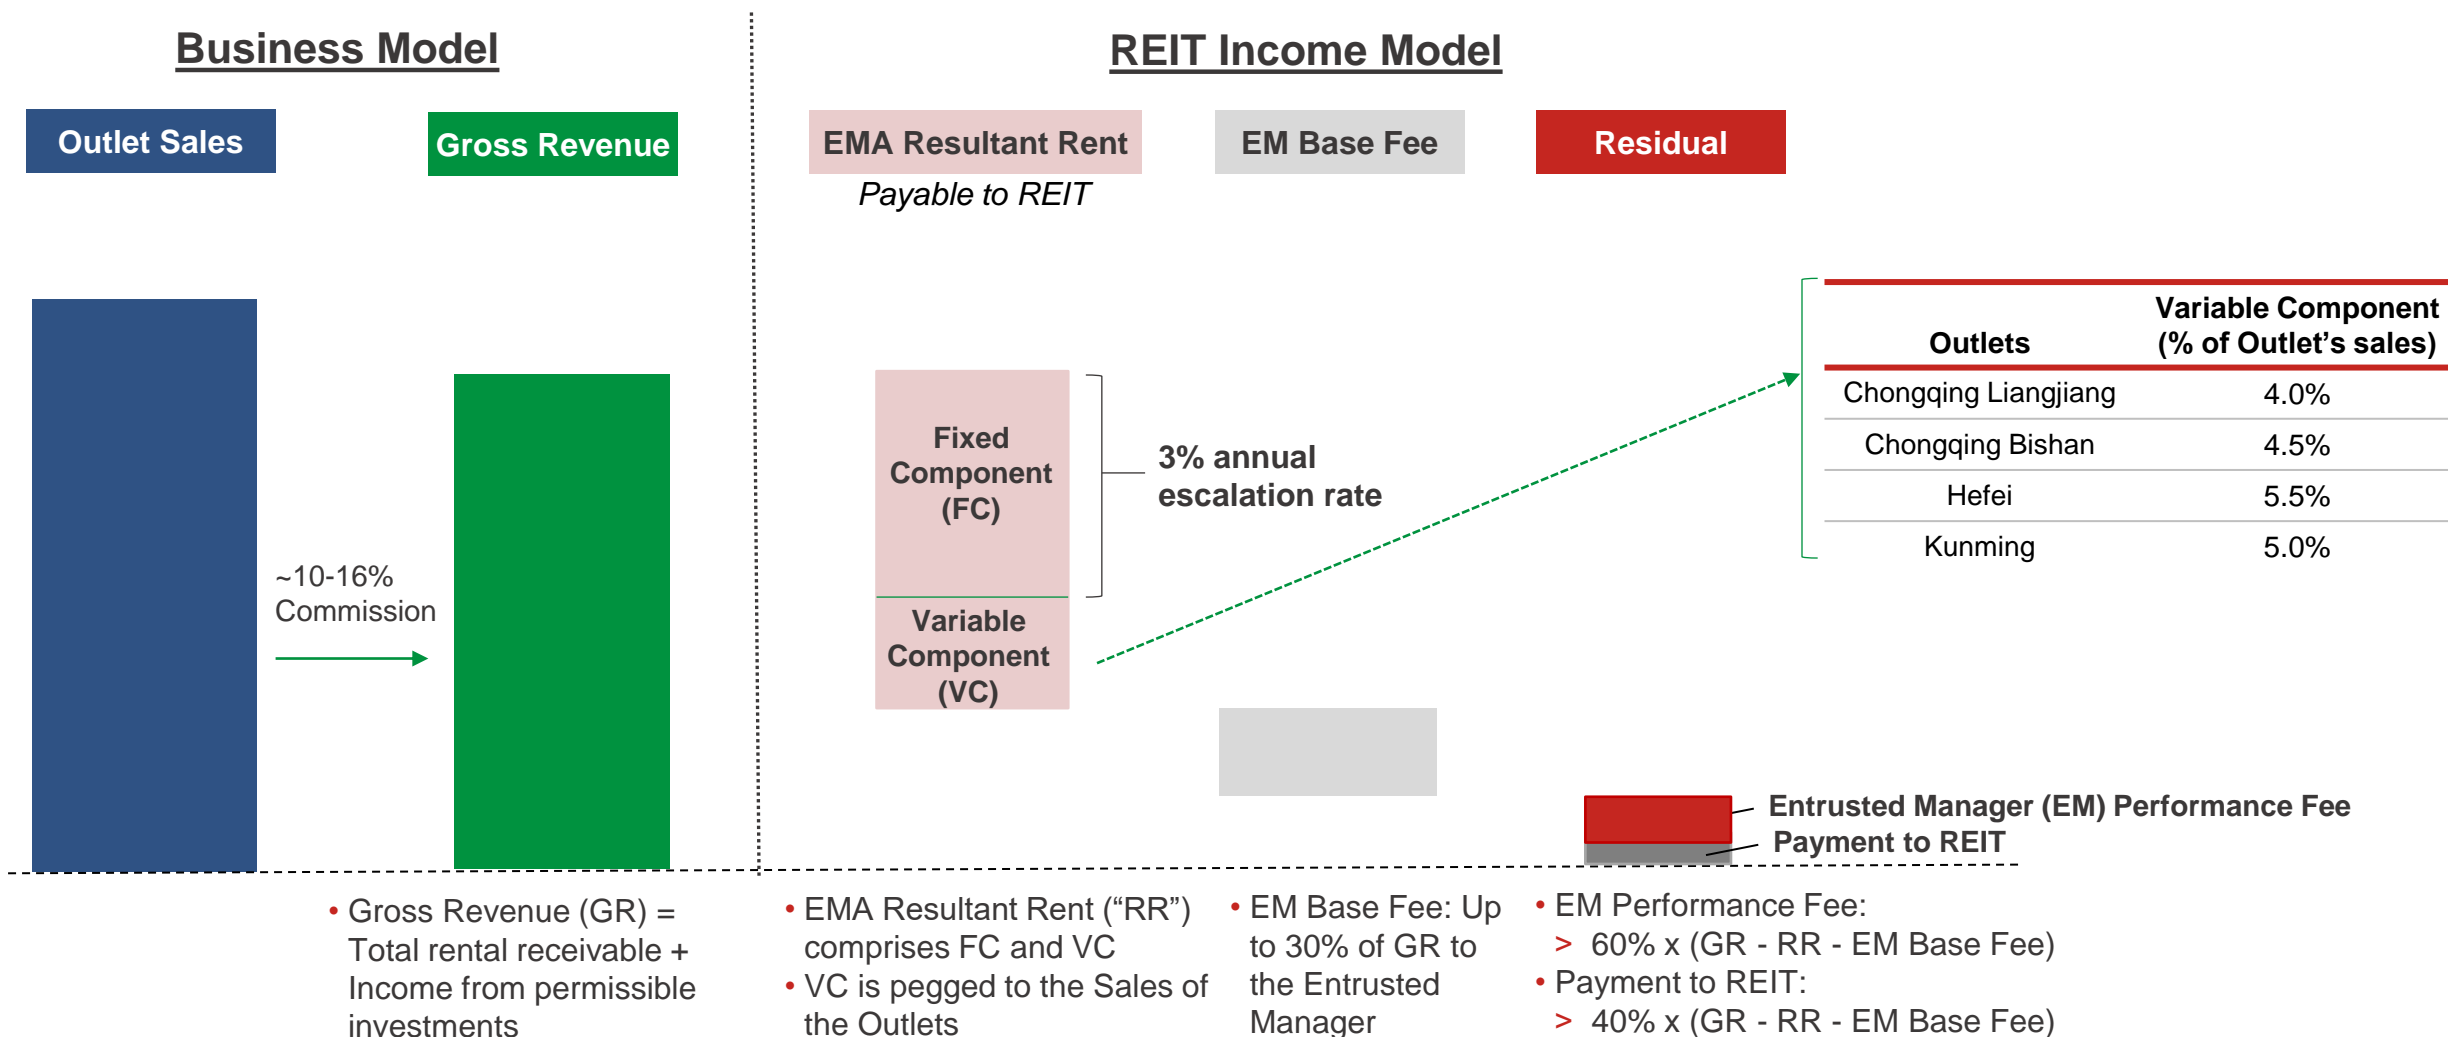 Business Model
REIT Income Model
Outlet Sales
Gross Revenue
EMA Resultant Rent
Payable to REIT
EM Base Fee
Residual
~10-16%
Commission
Fixed
Component
(FC)
Variable
Component
(VC)
3% annual
escalation rate
Outlets
Variable Component
(% of Outlet’s sales)
Chongqing Liangjiang 4.0%
Chongqing Bishan 4.5%
Hefei 5.5%
Kunming 5.0%
Entrusted Manager (EM) Performance Fee
Payment to REIT
• Gross Revenue (GR) =
Total rental receivable +
Income from permissible
investments
• EMA Resultant Rent (“RR”)
comprises FC and VC
• VC is pegged to the Sales of
the Outlets
• EM Base Fee: Up
to 30% of GR to
the Entrusted
Manager
• EM Performance Fee:
> 60% x (GR - RR - EM Base Fee)
• Payment to REIT:
> 40% x (GR - RR - EM Base Fee)